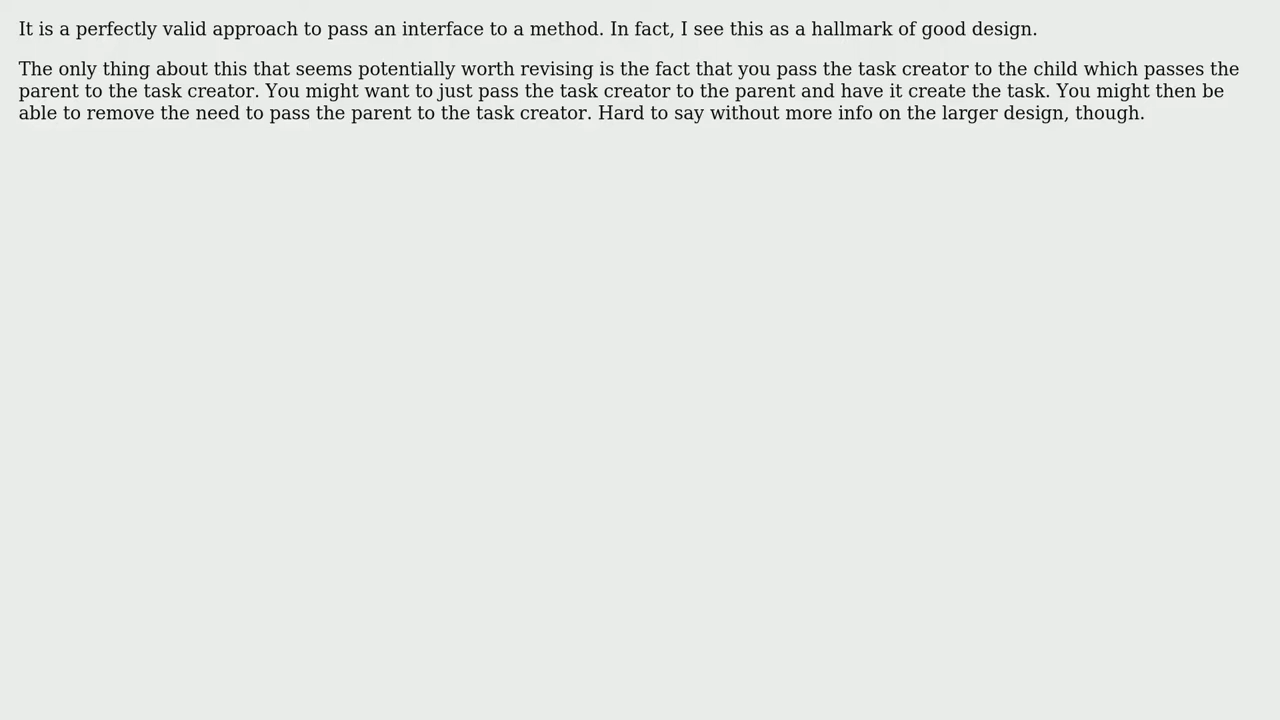 It is a perfectly valid approach to pass an interface to a method. In fact, I see this as a hallmark of good design.
The only thing about this that seems potentially worth revising is the fact that you pass the task creator to the child which passes the
parent to the task creator. You might want to just pass the task creator to the parent and have it create the task. You might then be
able to remove the need to pass the parent to the task creator. Hard to say without more info on the larger design, though.